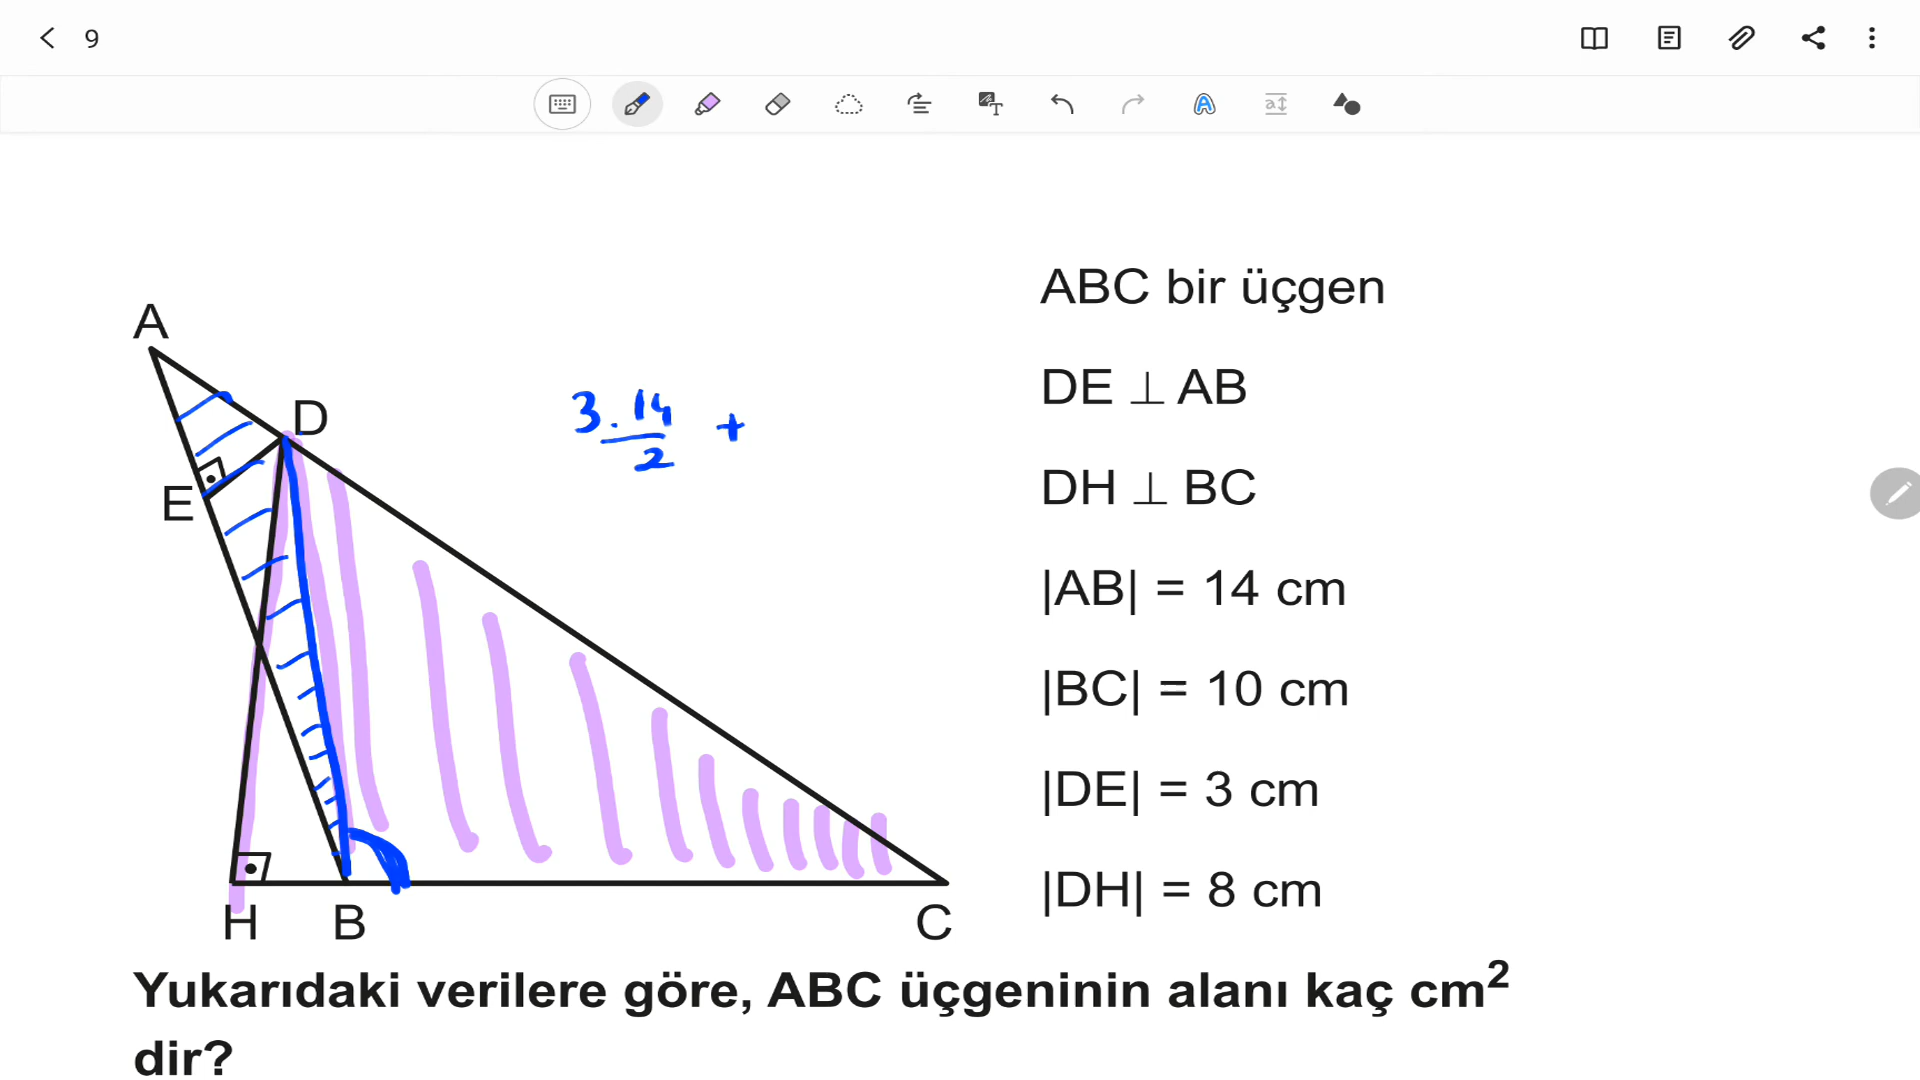 9
A
D
3.14
2
+
E
H
B
C
ABC bir üçgen
DE ⊥ AB
DH ⊥ BC
|AB| = 14 cm
|BC| = 10 cm
|DE| = 3 cm
|DH| = 8 cm
Yukarıdaki verilere göre, ABC üçgeninin alanı kaç cm²
dir?